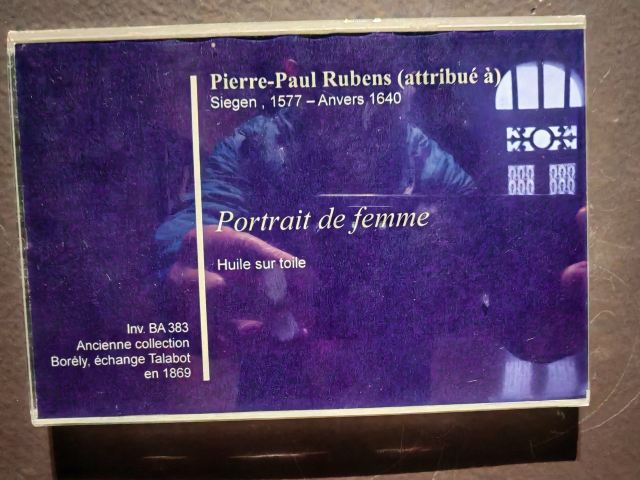 Pierre-Paul Rubens (attribué à)
Siegen , 1577 – Anvers 1640
Portrait de femme
Huile sur toile
Inv. BA 383
Ancienne collection
Borély, échange Talabot
en 1869